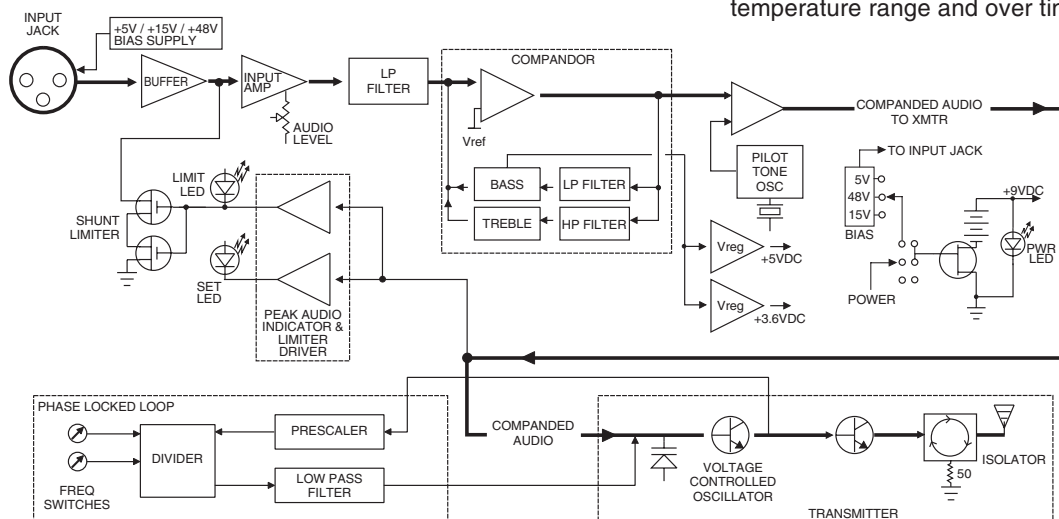 temperature range and over tir
INPUT
JACK
+5V / +15V / +48V
BIAS SUPPLY
BUFFER
INPUT
AMP
AUDIO
LEVEL
LP
FILTER
COMPANDOR
Vref
BASS
LP FILTER
TREBLE
HP FILTER
PILOT
TONE
OSC
COMPANDED AUDIO
TO XMTR
TO INPUT JACK
5V
48V
15V
BIAS
+9VDC
PWR
LED
POWER
Vreg
+5VDC
Vreg
+3.6VDC
LIMIT
LED
SHUNT
LIMITER
SET
LED
PEAK AUDIO
INDICATOR &
LIMITER
DRIVER
PHASE LOCKED LOOP
FREQ
SWITCHES
DIVIDER
PRESCALER
LOW PASS
FILTER
COMPANDED
AUDIO
VOLTAGE
CONTROLLED
OSCILLATOR
50
ISOLATOR
TRANSMITTER